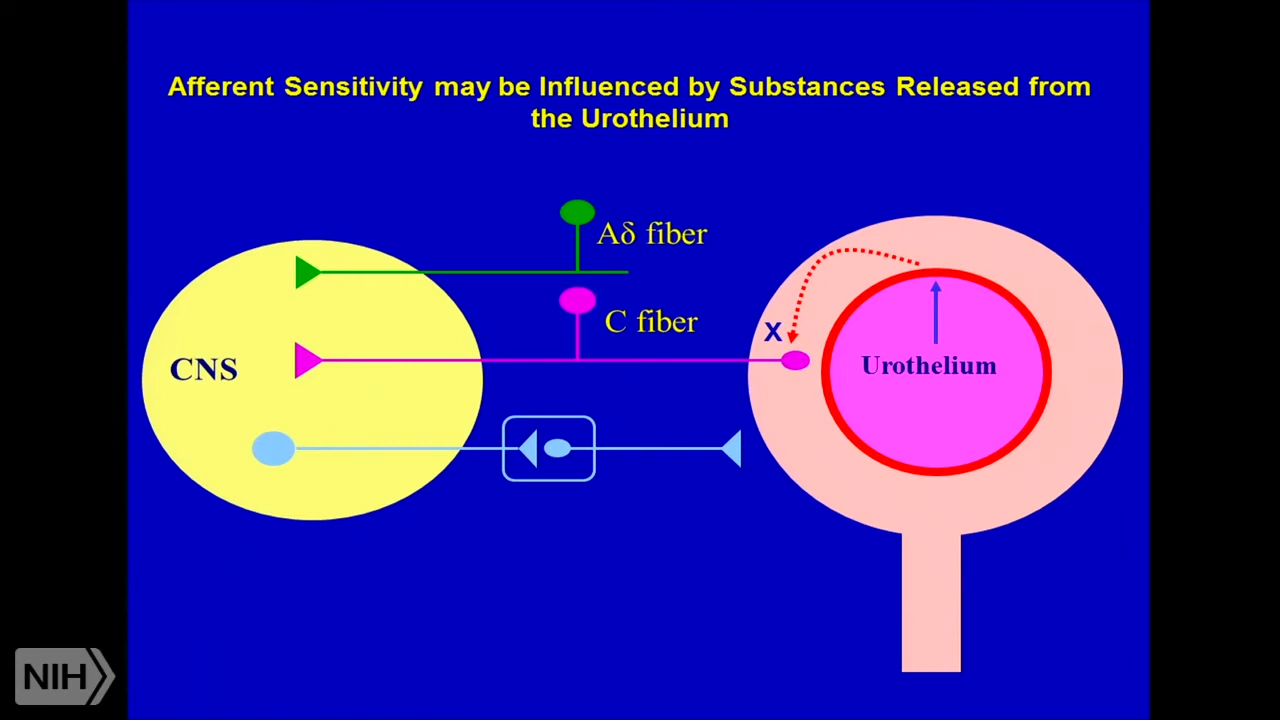 Afferent Sensitivity may be Influenced by Substances Released from
the Urothelium
Aδ fiber
C fiber
X
CNS
Urothelium
NIH